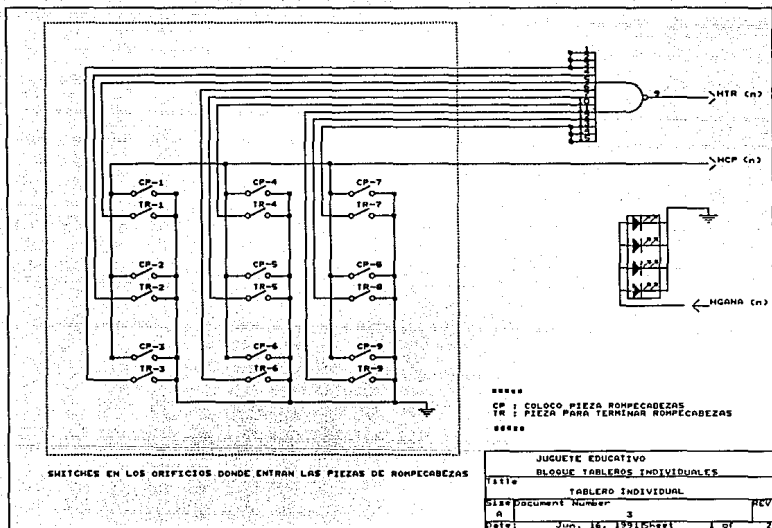 9
HTR (n)
HCP (n)
CP-1
TR-1
CP-4
TR-4
CP-7
TR-7
CP-2
TR-2
CP-5
TR-5
CP-8
TR-8
CP-3
TR-3
CP-6
TR-6
CP-9
TR-9
HGANA (n)
*****
CP : COLOCO PIEZA ROMPECABEZAS
TR : PIEZA PARA TERMINAR ROMPECABEZAS
*****
SWITCHES EN LOS ORIFICIOS DONDE ENTRAN LAS PIEZAS DE ROMPECABEZAS
JUGUETE EDUCATIVO
BLOQUE TABLEROS INDIVIDUALES
Title
TABLERO INDIVIDUAL
Size Document Number REV
A 3
Date: Jun. 16, 1991 Sheet 1 of